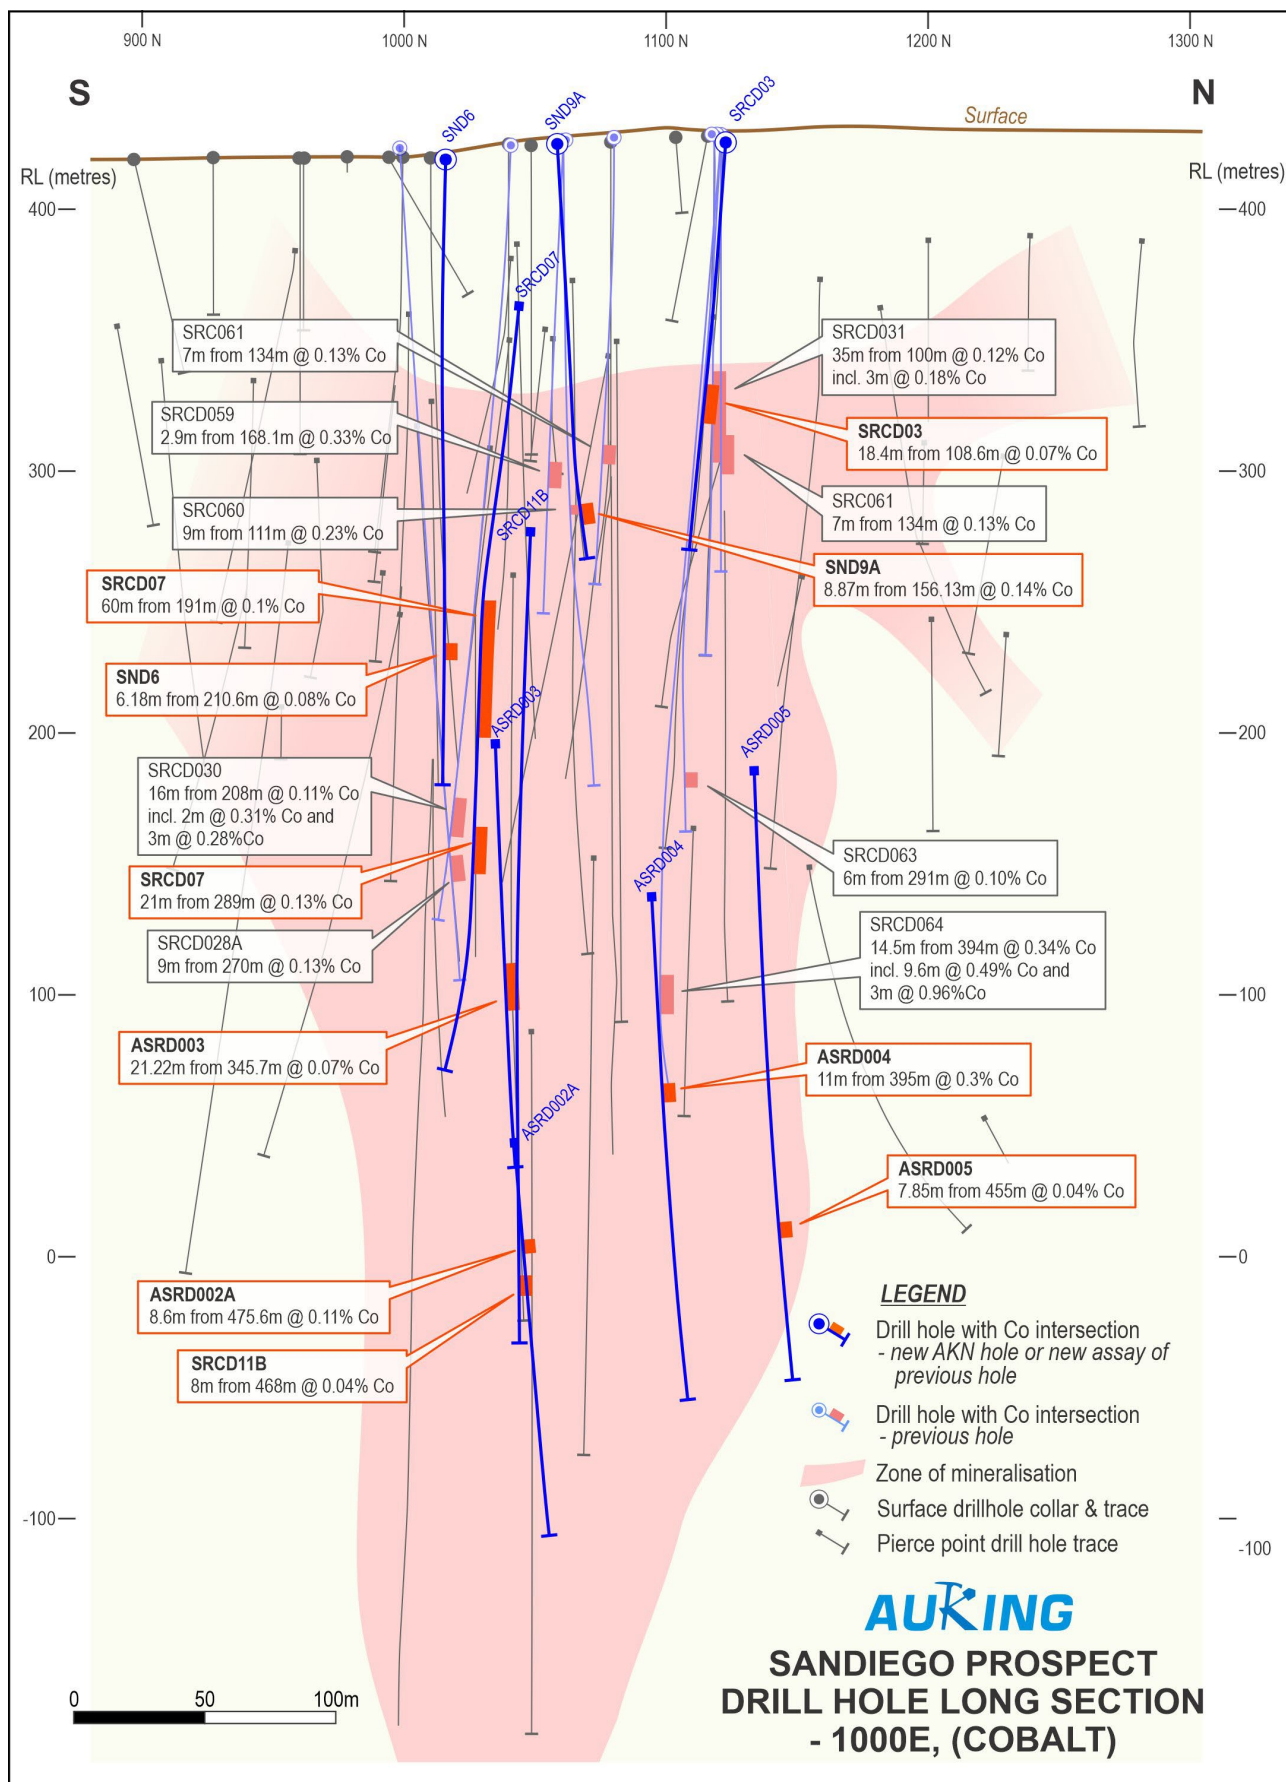 900 N
1000 N
1100 N
1200 N
1300 N
S
N
SND6
SND9A
SRCD03
Surface
RL (metres)
RL (metres)
400
400
SRCD07
SRC061
7m from 134m @ 0.13% Co
SRCD031
35m from 100m @ 0.12% Co
incl. 3m @ 0.18% Co
SRCD059
2.9m from 168.1m @ 0.33% Co
SRCD03
18.4m from 108.6m @ 0.07% Co
300
300
SRC060
9m from 111m @ 0.23% Co
SRCD11B
SRC061
7m from 134m @ 0.13% Co
SRCD07
60m from 191m @ 0.1% Co
SND9A
8.87m from 156.13m @ 0.14% Co
SND6
6.18m from 210.6m @ 0.08% Co
ASRD003
ASRD005
200
200
SRCD030
16m from 208m @ 0.11% Co
incl. 2m @ 0.31% Co and
3m @ 0.28%Co
SRCD063
6m from 291m @ 0.10% Co
ASRD004
SRCD07
21m from 289m @ 0.13% Co
SRCD028A
9m from 270m @ 0.13% Co
SRCD064
14.5m from 394m @ 0.34% Co
incl. 9.6m @ 0.49% Co and
3m @ 0.96%Co
100
100
ASRD003
21.22m from 345.7m @ 0.07% Co
ASRD004
11m from 395m @ 0.3% Co
ASRD002A
ASRD005
7.85m from 455m @ 0.04% Co
0
0
ASRD002A
8.6m from 475.6m @ 0.11% Co
SRCD11B
8m from 468m @ 0.04% Co
LEGEND
Drill hole with Co intersection
- new AKN hole or new assay of
previous hole
Drill hole with Co intersection
- previous hole
Zone of mineralisation
Surface drillhole collar & trace
Pierce point drill hole trace
-100
-100
AUKING
SANDIEGO PROSPECT
DRILL HOLE LONG SECTION
- 1000E, (COBALT)
0
50
100m